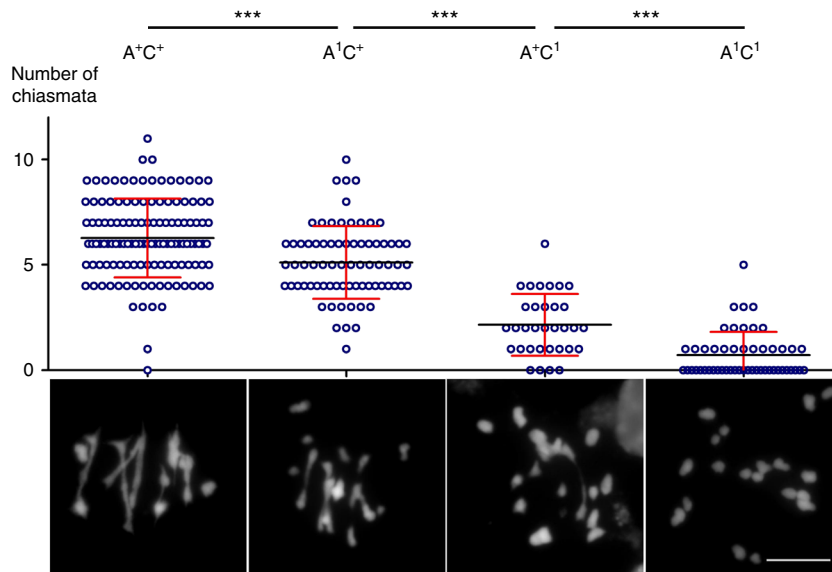 *** *** ***
A⁺C⁺ A¹C⁺ A⁺C¹ A¹C¹
Number of
chiasmata
10
5
0